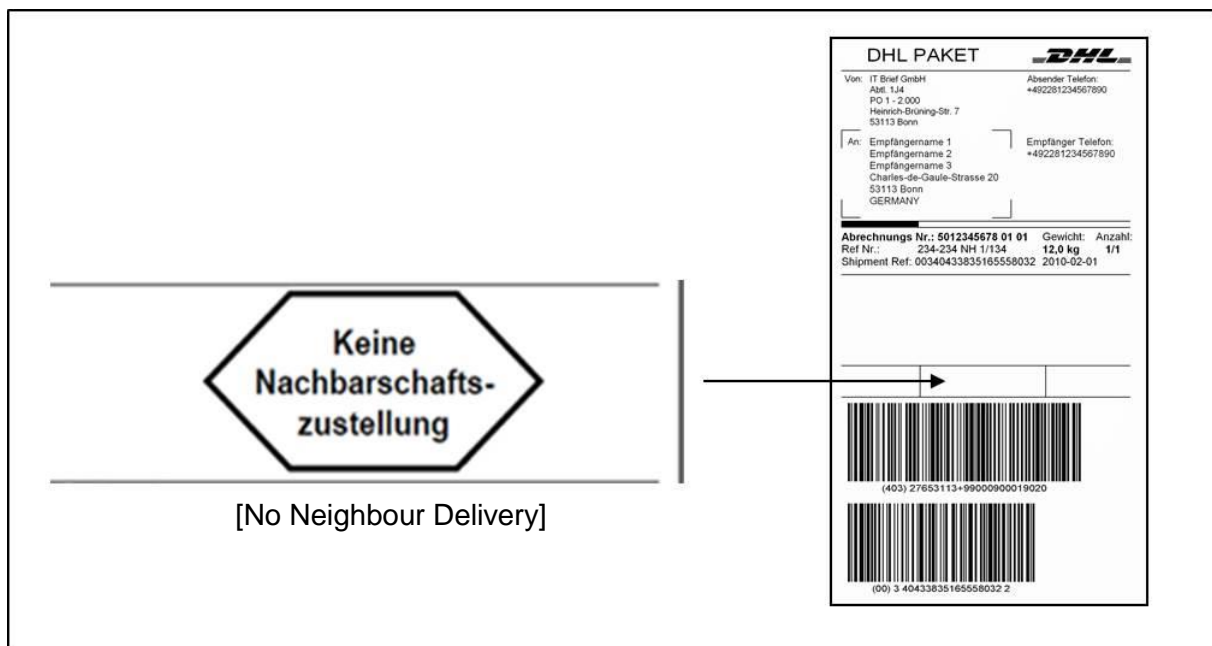 Keine
Nachbarschafts-
zustellung
[No Neighbour Delivery]
DHL PAKET
DHL
Von: IT Brief GmbH
Abtl. 1J4
PO 1 - 2.000
Heinrich-Brüning-Str. 7
53113 Bonn
Absender Telefon:
+492281234567890
An: Empfängername 1
Empfängername 2
Empfängername 3
Charles-de-Gaule-Strasse 20
53113 Bonn
GERMANY
Empfänger Telefon:
+492281234567890
Abrechnungs Nr.: 5012345678 01 01 Gewicht: Anzahl:
Ref Nr.: 234-234 NH 1/134 12,0 kg 1/1
Shipment Ref: 00340433835165558032 2010-02-01
(403) 27653113+99000900019020
(00) 3 40433835165558032 2